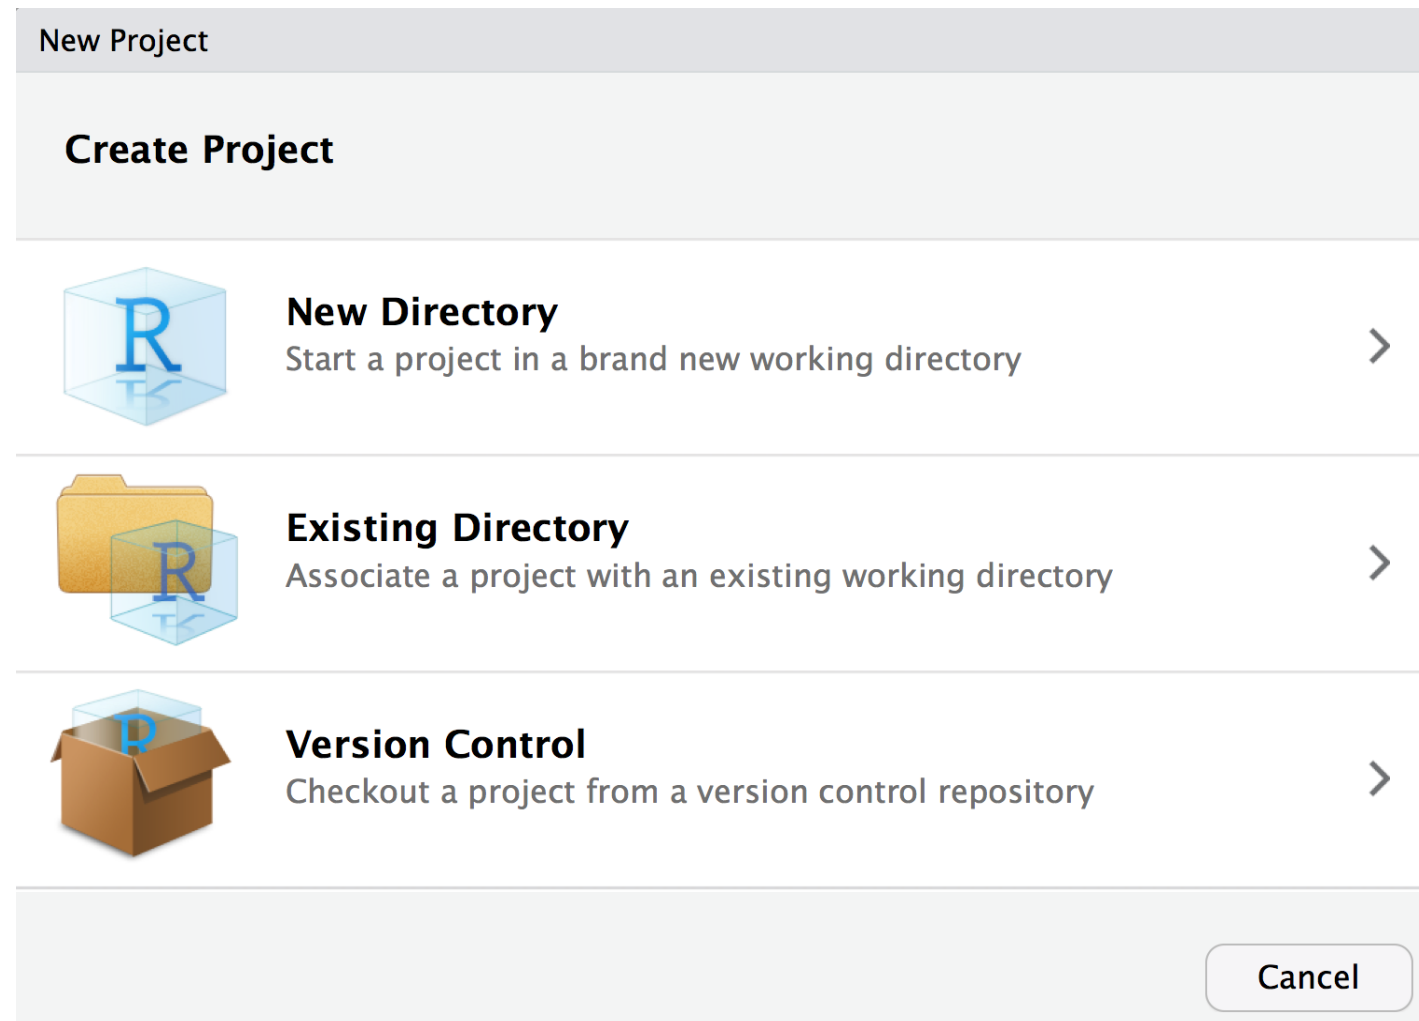 New Project
Create Project
R
New Directory
Start a project in a brand new working directory
R
Existing Directory
Associate a project with an existing working directory
R
Version Control
Checkout a project from a version control repository
Cancel